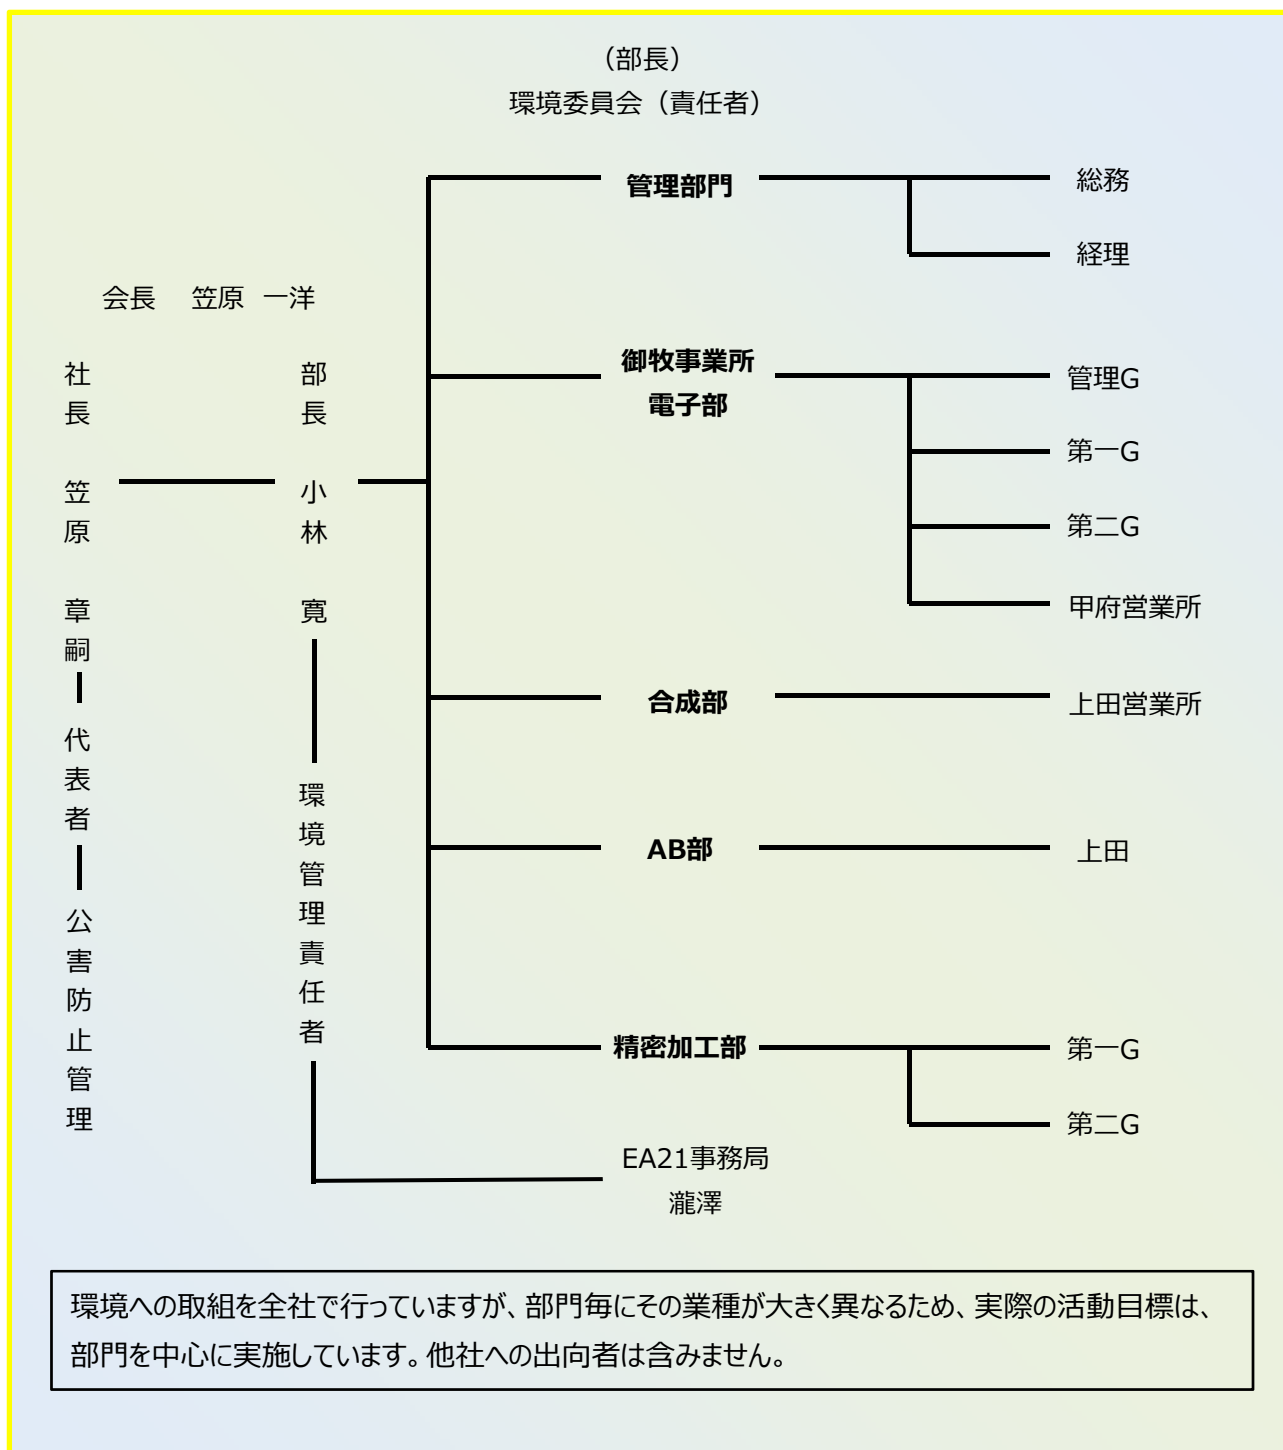 （部長）
環境委員会（責任者）
管理部門
総務
経理
会長 笠原 一洋
社長 笠原 章嗣
代表者
公害防止管理
部長 小林 寛
環境管理責任者
御牧事業所
電子部
管理G
第一G
第二G
甲府営業所
合成部
上田営業所
AB部
上田
精密加工部
第一G
第二G
EA21事務局
瀧澤
環境への取組を全社で行っていますが、部門毎にその業種が大きく異なるため、実際の活動目標は、
部門を中心に実施しています。他社への出向者は含みません。